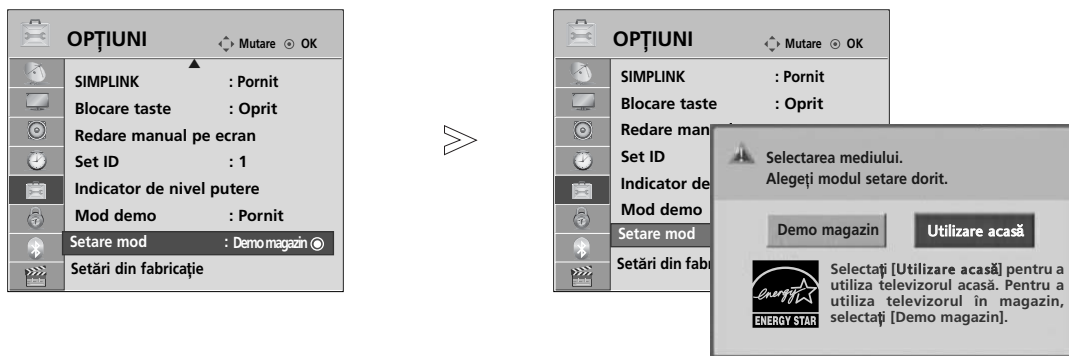 OPȚIUNI
Mutare OK
SIMPLINK : Pornit
Blocare taste : Oprit
Redare manual pe ecran
Set ID : 1
Indicator de nivel putere
Mod demo : Pornit
Setare mod : Demo magazin
Setări din fabricație
OPȚIUNI
Mutare OK
SIMPLINK : Pornit
Blocare taste : Oprit
Redare man
Set ID
Indicator de
Mod demo
Setare mod
Setări din fabr
Selectarea mediului.
Alegeți modul setare dorit.
Demo magazin
Utilizare acasă
energy
ENERGY STAR
Selectați [Utilizare acasă] pentru a
utiliza televizorul acasă. Pentru a
utiliza televizorul în magazin,
selectați [Demo magazin].